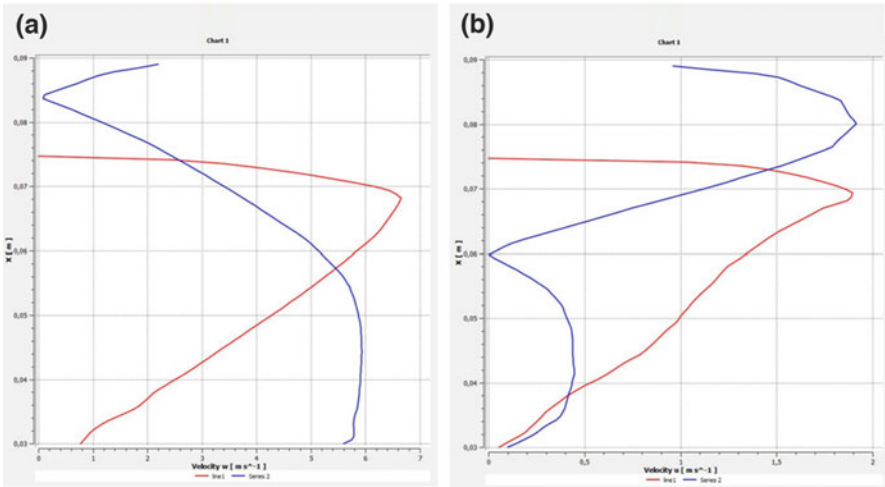 (a)
Chart 1
X [ m ]
0,09
0,08
0,07
0,06
0,05
0,04
0,03
0 1 2 3 4 5 6 7
Velocity w [ m s^-1 ]
line1 Series 2
(b)
Chart 1
X [ m ]
0,09
0,08
0,07
0,06
0,05
0,04
0,03
0 0,5 1 1,5 2
Velocity u [ m s^-1 ]
line1 Series 2